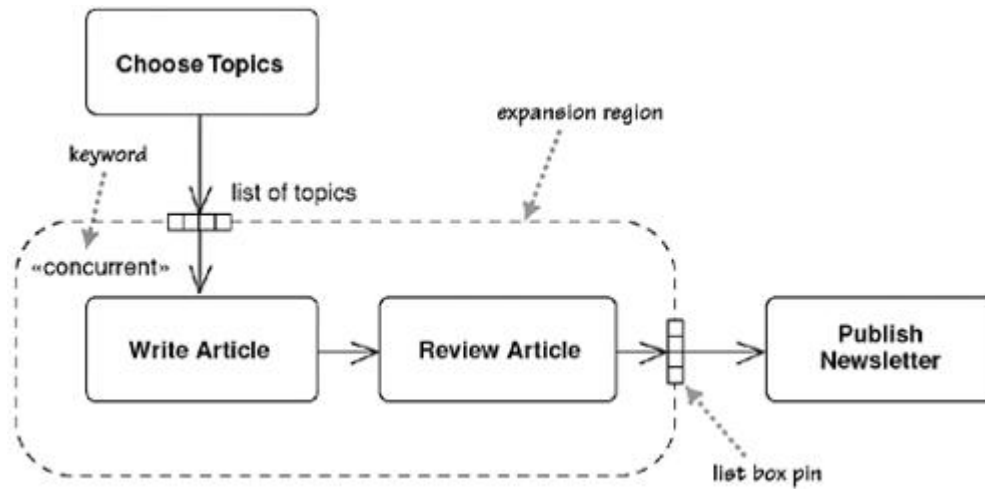 Choose Topics
expansion region
keyword
list of topics
«concurrent»
Write Article
Review Article
Publish
Newsletter
list box pin